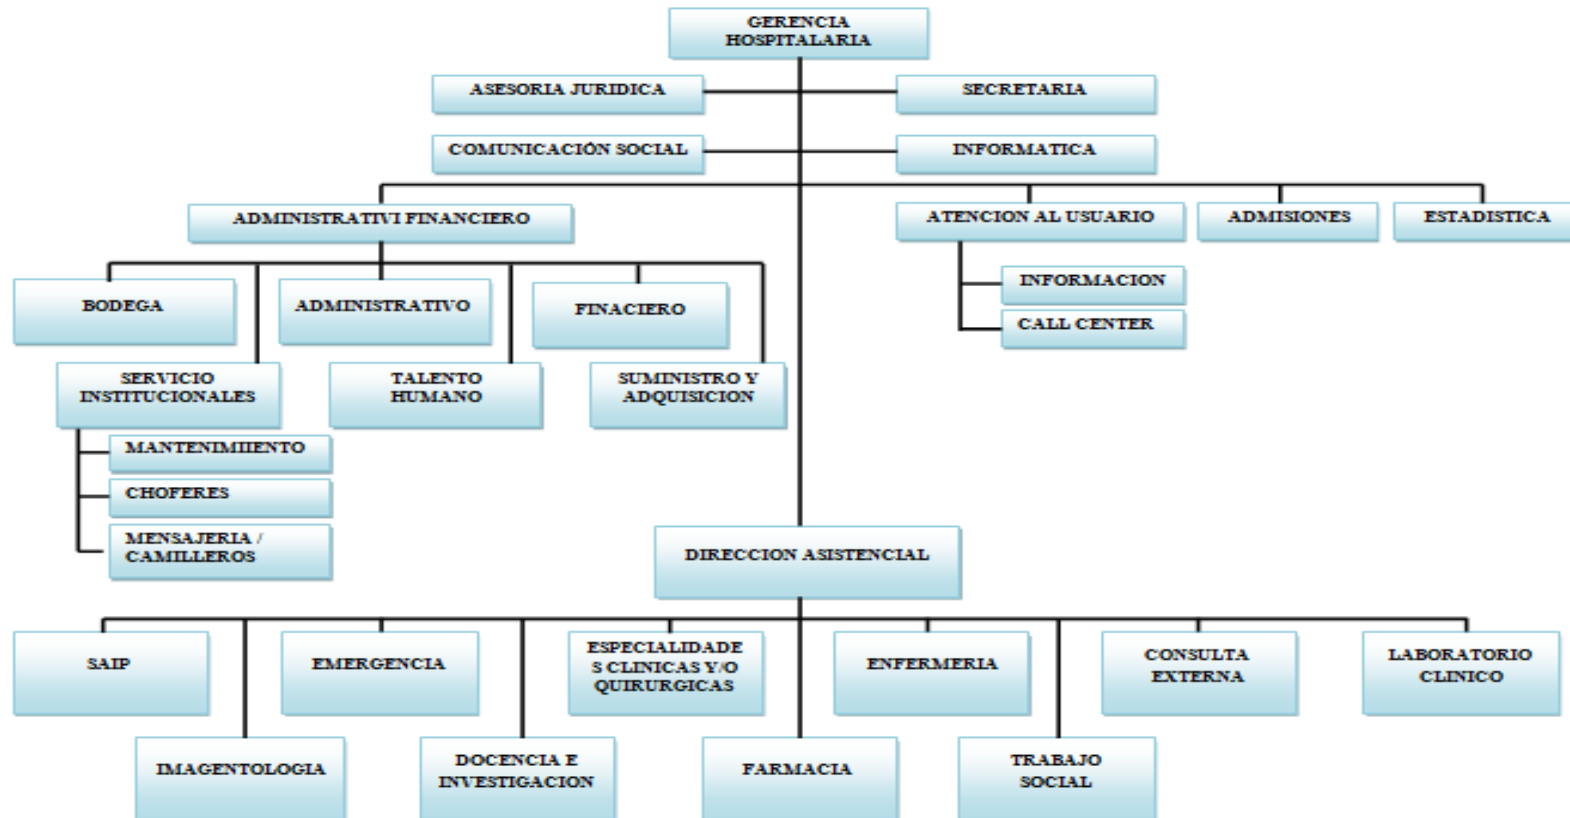 GERENCIA
HOSPITALARIA
ASESORIA JURIDICA
SECRETARIA
COMUNICACIÓN SOCIAL
INFORMATICA
ADMINISTRATIVI FINANCIERO
ATENCION AL USUARIO
ADMISIONES
ESTADISTICA
INFORMACION
CALL CENTER
BODEGA
ADMINISTRATIVO
FINACIERO
SERVICIO
INSTITUCIONALES
TALENTO
HUMANO
SUMINISTRO Y
ADQUISICION
MANTENIMIIENTO
CHOFERES
MENSAJERIA /
CAMILLEROS
DIRECCION ASISTENCIAL
SAIP
EMERGENCIA
ESPECIALIDADE
S CLINICAS Y/O
QUIRURGICAS
ENFERMERIA
CONSULTA
EXTERNA
LABORATORIO
CLINICO
IMAGENTOLOGIA
DOCENCIA E
INVESTIGACION
FARMACIA
TRABAJO
SOCIAL